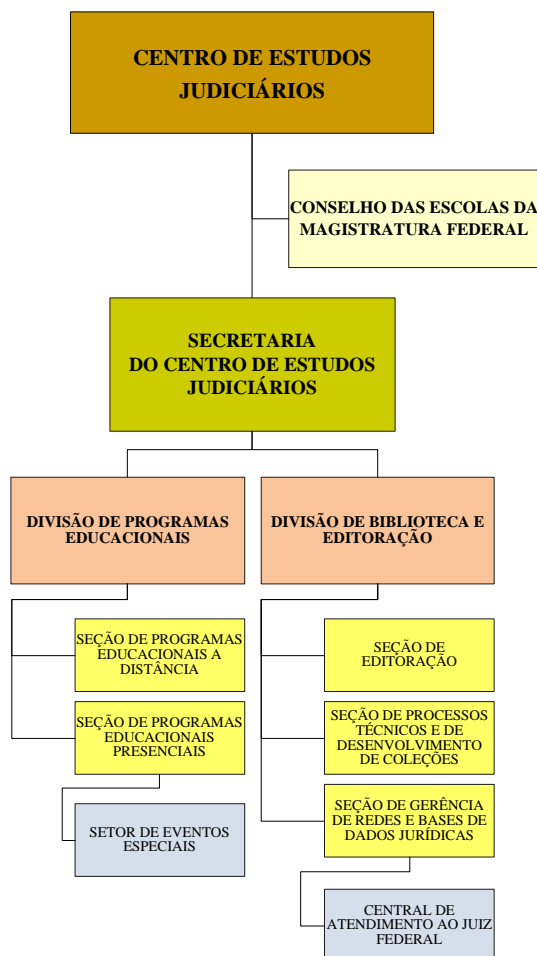 CENTRO DE ESTUDOS
JUDICIÁRIOS
CONSELHO DAS ESCOLAS DA
MAGISTRATURA FEDERAL
SECRETARIA
DO CENTRO DE ESTUDOS
JUDICIÁRIOS
DIVISÃO DE PROGRAMAS
EDUCACIONAIS
DIVISÃO DE BIBLIOTECA E
EDITORAÇÃO
SEÇÃO DE PROGRAMAS
EDUCACIONAIS A
DISTÂNCIA
SEÇÃO DE
EDITORAÇÃO
SEÇÃO DE PROGRAMAS
EDUCACIONAIS
PRESENCIAIS
SEÇÃO DE PROCESSOS
TÉCNICOS E DE
DESENVOLVIMENTO
DE COLEÇÕES
SETOR DE EVENTOS
ESPECIAIS
SEÇÃO DE GERÊNCIA
DE REDES E BASES DE
DADOS JURÍDICAS
CENTRAL DE
ATENDIMENTO AO JUIZ
FEDERAL